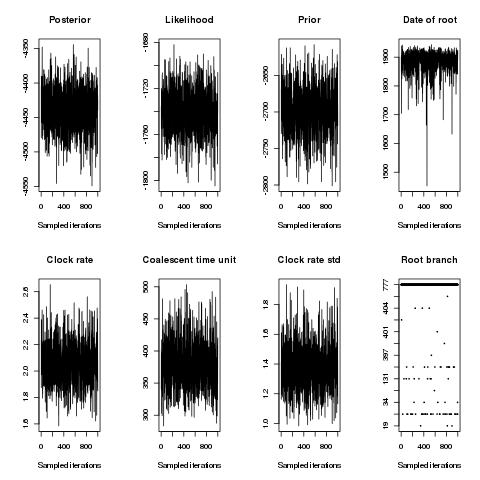 Posterior Likelihood Prior Date of root
-4350 -4400 -4450 -4500 -4550
-1680 -1720 -1760 -1800
-2650 -2700 -2750 -2800
1900 1800 1700 1600 1500
0 400 800 0 400 800 0 400 800 0 400 800
Sampled iterations Sampled iterations Sampled iterations Sampled iterations
Clock rate Coalescent time unit Clock rate std Root branch
2.6 2.4 2.2 2.0 1.8 1.6
500 450 400 350 300
1.8 1.6 1.4 1.2 1.0
777 404 401 397 131 34 19
0 400 800 0 400 800 0 400 800 0 400 800
Sampled iterations Sampled iterations Sampled iterations Sampled iterations